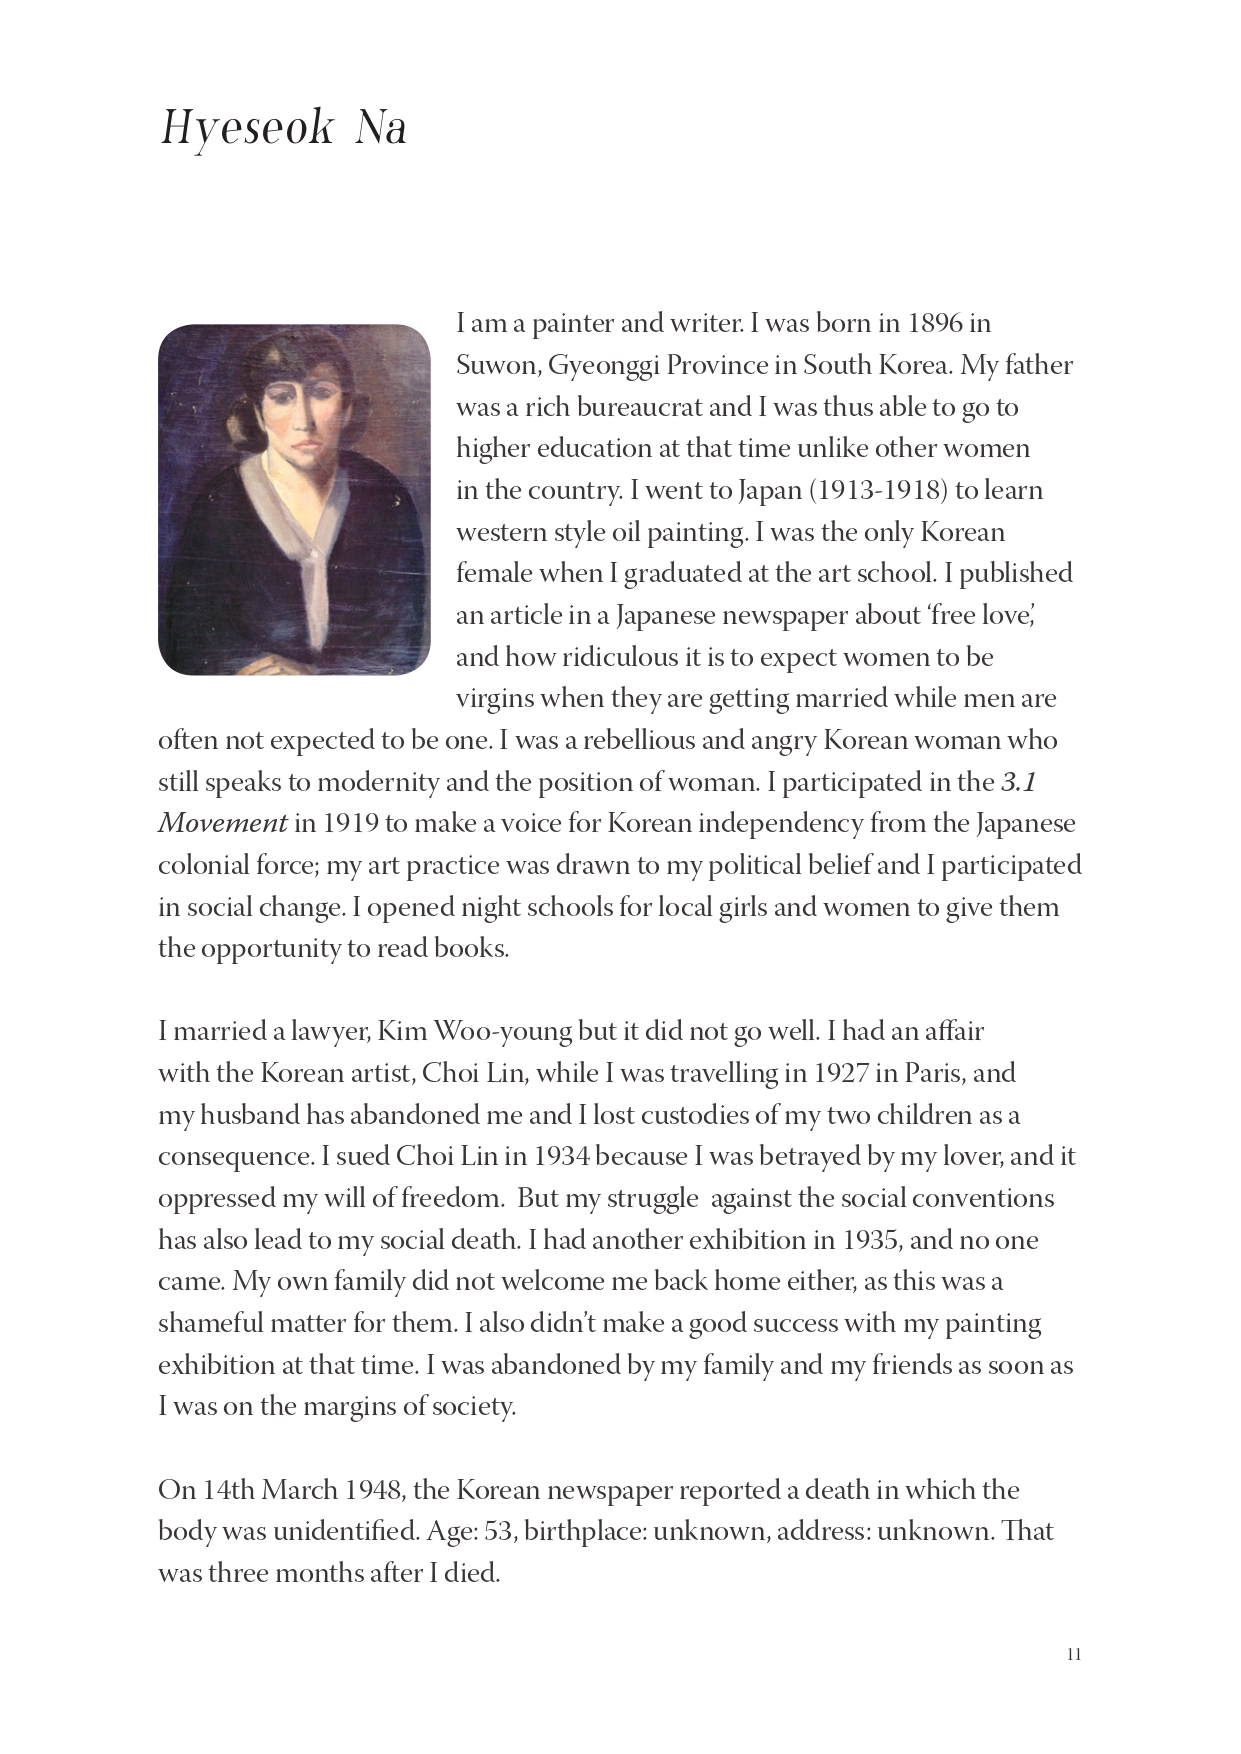 Hyeseok Na
I am a painter and writer. I was born in 1896 in
Suwon, Gyeonggi Province in South Korea. My father
was a rich bureaucrat and I was thus able to go to
higher education at that time unlike other women
in the country. I went to Japan (1913-1918) to learn
western style oil painting. I was the only Korean
female when I graduated at the art school. I published
an article in a Japanese newspaper about ‘free love’,
and how ridiculous it is to expect women to be
virgins when they are getting married while men are
often not expected to be one. I was a rebellious and angry Korean woman who
still speaks to modernity and the position of woman. I participated in the 3.1
Movement in 1919 to make a voice for Korean independency from the Japanese
colonial force; my art practice was drawn to my political belief and I participated
in social change. I opened night schools for local girls and women to give them
the opportunity to read books.
I married a lawyer, Kim Woo-young but it did not go well. I had an affair
with the Korean artist, Choi Lin, while I was travelling in 1927 in Paris, and
my husband has abandoned me and I lost custodies of my two children as a
consequence. I sued Choi Lin in 1934 because I was betrayed by my lover, and it
oppressed my will of freedom.  But my struggle  against the social conventions
has also lead to my social death. I had another exhibition in 1935, and no one
came. My own family did not welcome me back home either, as this was a
shameful matter for them. I also didn’t make a good success with my painting
exhibition at that time. I was abandoned by my family and my friends as soon as
I was on the margins of society.
On 14th March 1948, the Korean newspaper reported a death in which the
body was unidentified. Age: 53, birthplace: unknown, address: unknown. That
was three months after I died.
11